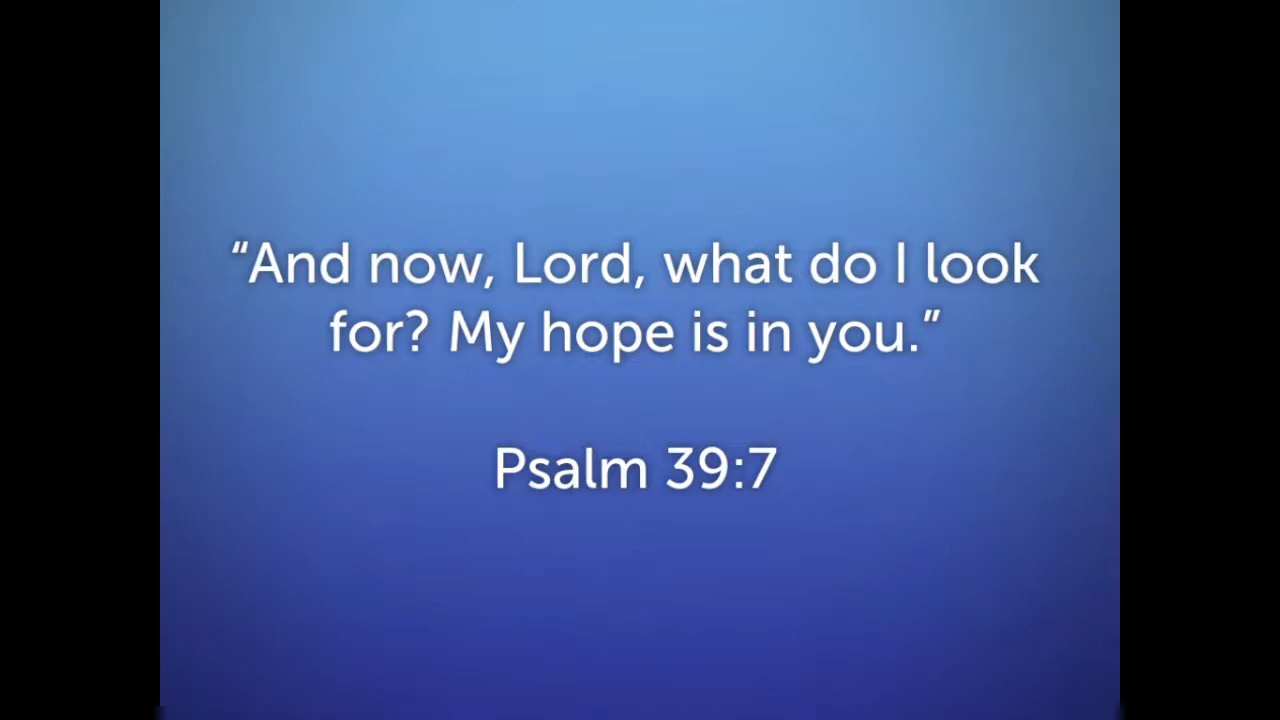 “And now, Lord, what do I look
for? My hope is in you.”
Psalm 39:7